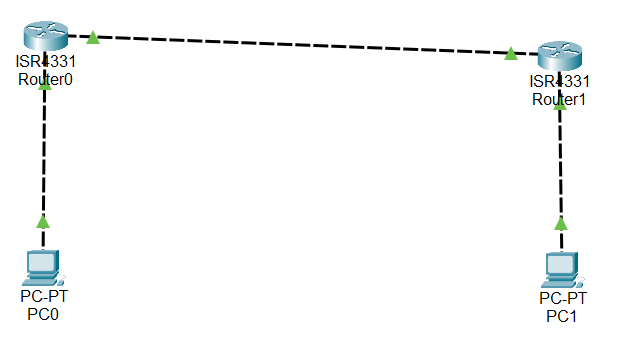 ISR4331
Router0
ISR4331
Router1
PC-PT
PC0
PC-PT
PC1